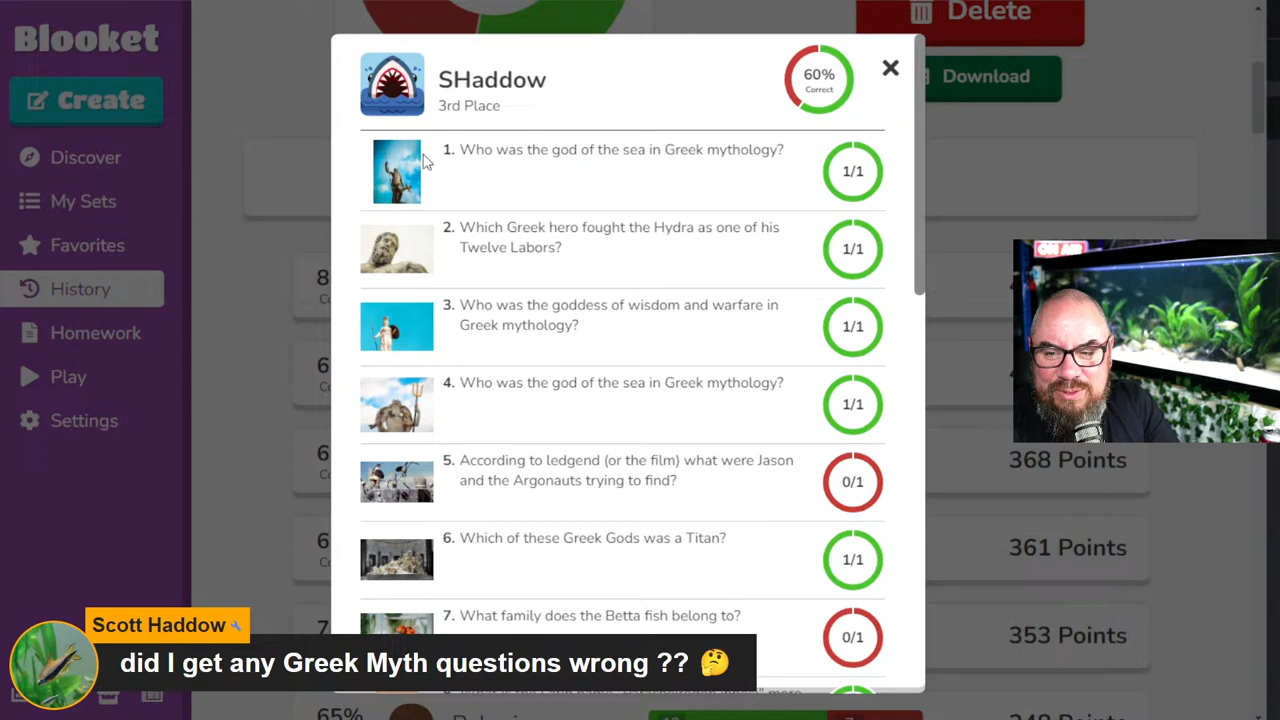 Blooket
Create
Discover
My Sets
Favorites
History
Homework
Play
Settings
Delete
Download
SHaddow
3rd Place
60%
Correct
1. Who was the god of the sea in Greek mythology?
1/1
2. Which Greek hero fought the Hydra as one of his
Twelve Labors?
1/1
3. Who was the goddess of wisdom and warfare in
Greek mythology?
1/1
4. Who was the god of the sea in Greek mythology?
1/1
5. According to ledgend (or the film) what were Jason
and the Argonauts trying to find?
0/1
6. Which of these Greek Gods was a Titan?
1/1
7. What family does the Betta fish belong to?
0/1
ON AIR
368 Points
361 Points
353 Points
Scott Haddow
did I get any Greek Myth questions wrong ?? 🤔
65%